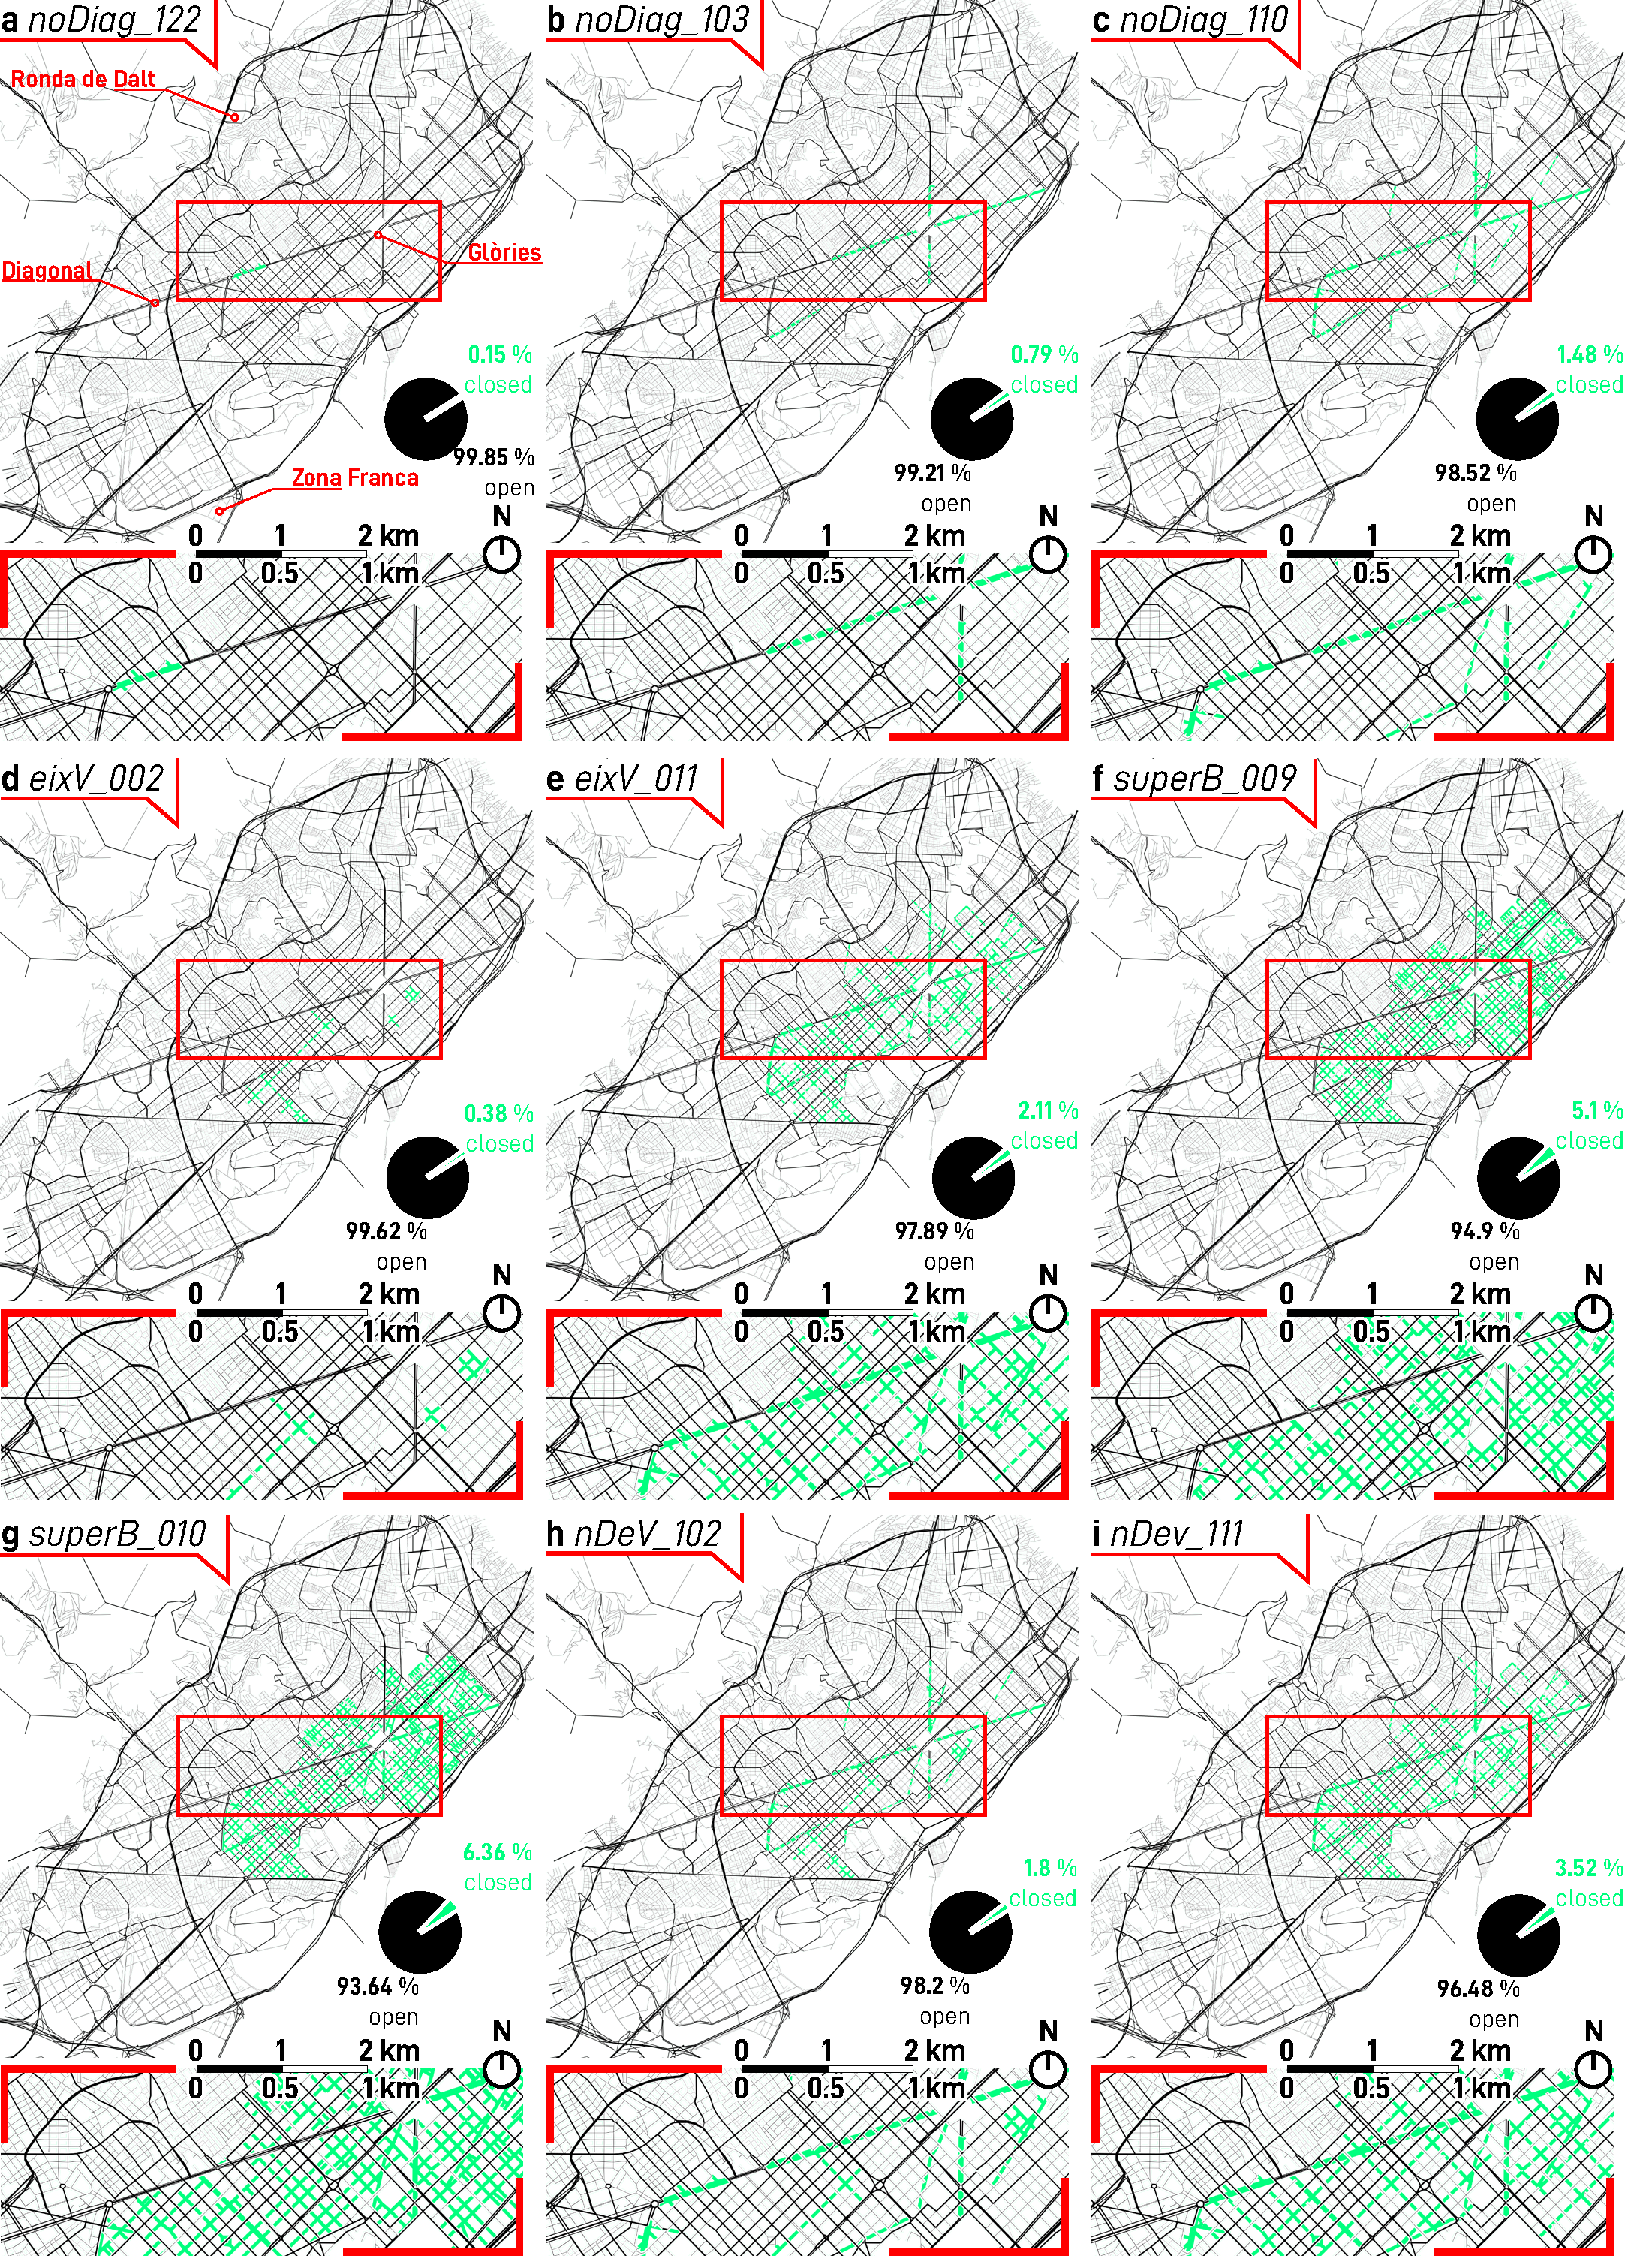 a noDiag_122
Ronda de Dalt
Glòries
Diagonal
0.15 %
closed
99.85 %
open
Zona Franca
N
0 1 2 km
0 0.5 1 km
b noDiag_103
0.79 %
closed
99.21 %
open
N
0 1 2 km
0 0.5 1 km
c noDiag_110
1.48 %
closed
98.52 %
open
N
0 1 2 km
0 0.5 1 km
d eixV_002
0.38 %
closed
99.62 %
open
N
0 1 2 km
0 0.5 1 km
e eixV_011
2.11 %
closed
97.89 %
open
N
0 1 2 km
0 0.5 1 km
f superB_009
5.1 %
closed
94.9 %
open
N
0 1 2 km
0 0.5 1 km
g superB_010
6.36 %
closed
93.64 %
open
N
0 1 2 km
0 0.5 1 km
h nDeV_102
1.8 %
closed
98.2 %
open
N
0 1 2 km
0 0.5 1 km
i nDev_111
3.52 %
closed
96.48 %
open
N
0 1 2 km
0 0.5 1 km